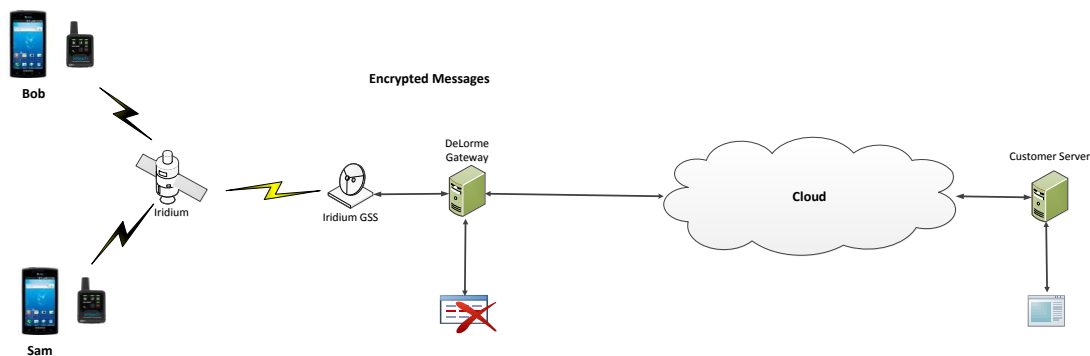 Bob
Encrypted Messages
DeLorme
Gateway
Customer Server
Cloud
Iridium
Iridium GSS
Sam